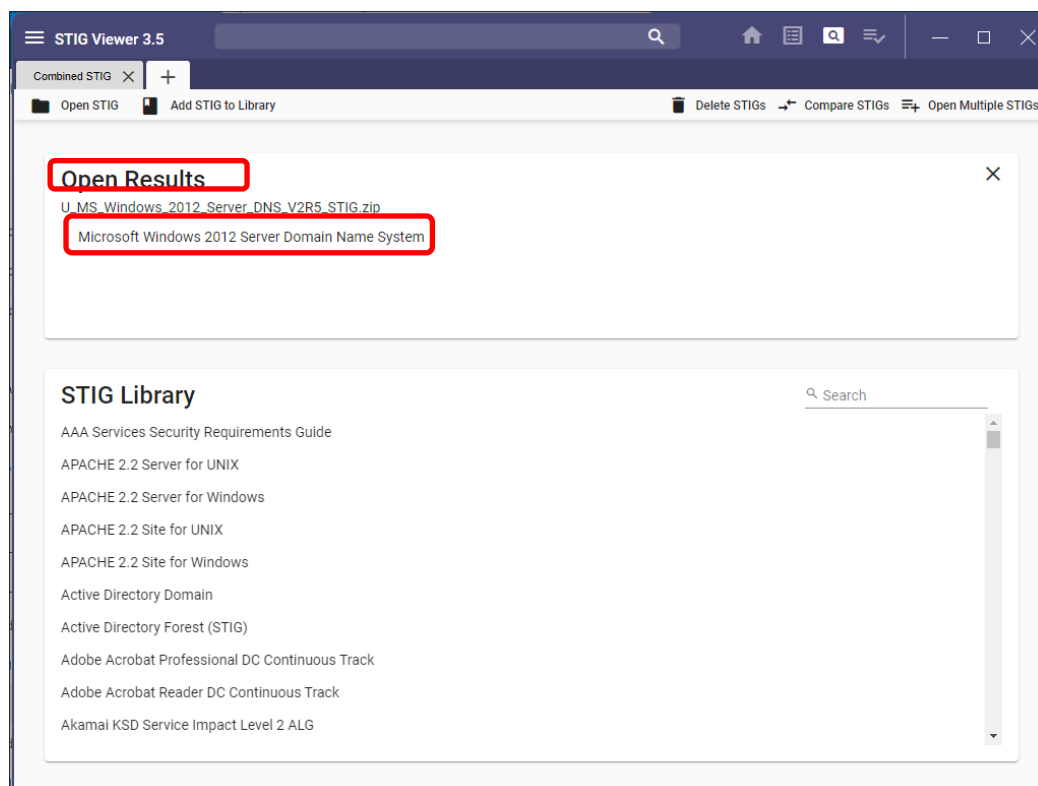 STIG Viewer 3.5
Combined STIG
Open STIG Add STIG to Library Delete STIGs Compare STIGs Open Multiple STIGs
Open Results
U_MS_Windows_2012_Server_DNS_V2R5_STIG.zip
Microsoft Windows 2012 Server Domain Name System
STIG Library Search
AAA Services Security Requirements Guide
APACHE 2.2 Server for UNIX
APACHE 2.2 Server for Windows
APACHE 2.2 Site for UNIX
APACHE 2.2 Site for Windows
Active Directory Domain
Active Directory Forest (STIG)
Adobe Acrobat Professional DC Continuous Track
Adobe Acrobat Reader DC Continuous Track
Akamai KSD Service Impact Level 2 ALG